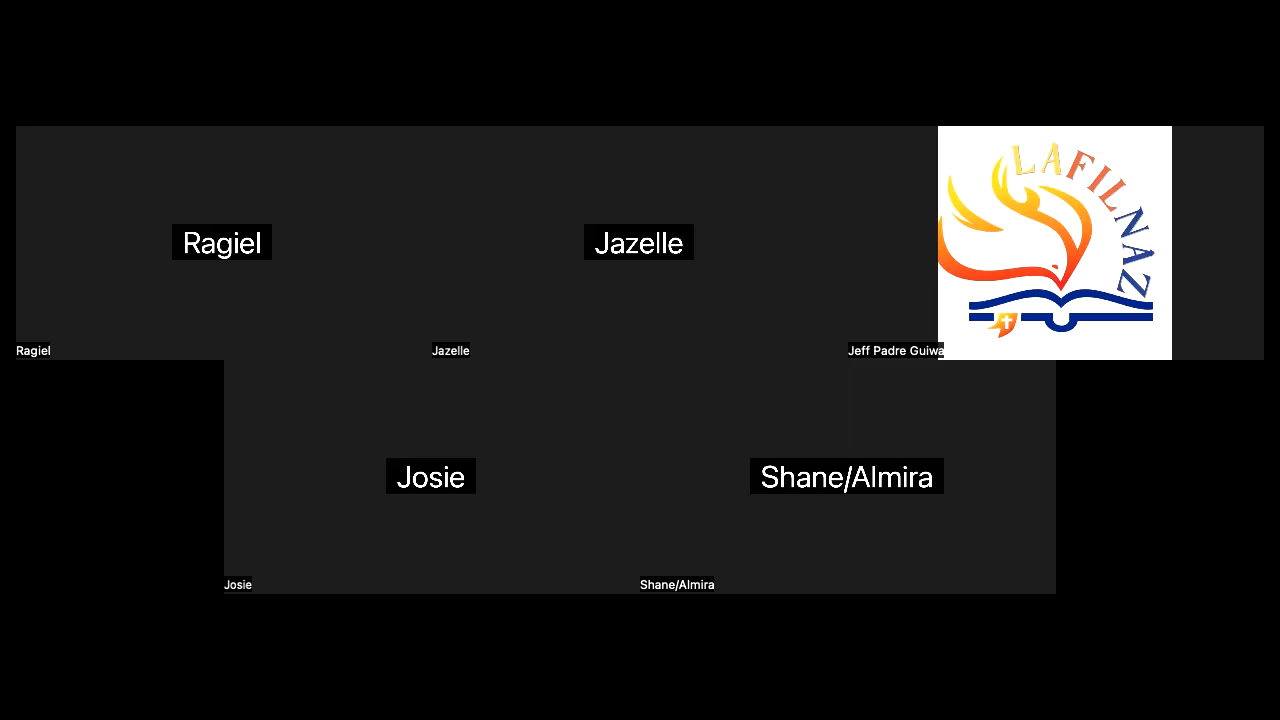 Ragiel
Jazelle
LAFILNAZ
Ragiel
Jazelle
Jeff Padre Guiwa
Josie
Shane/Almira
Josie
Shane/Almira